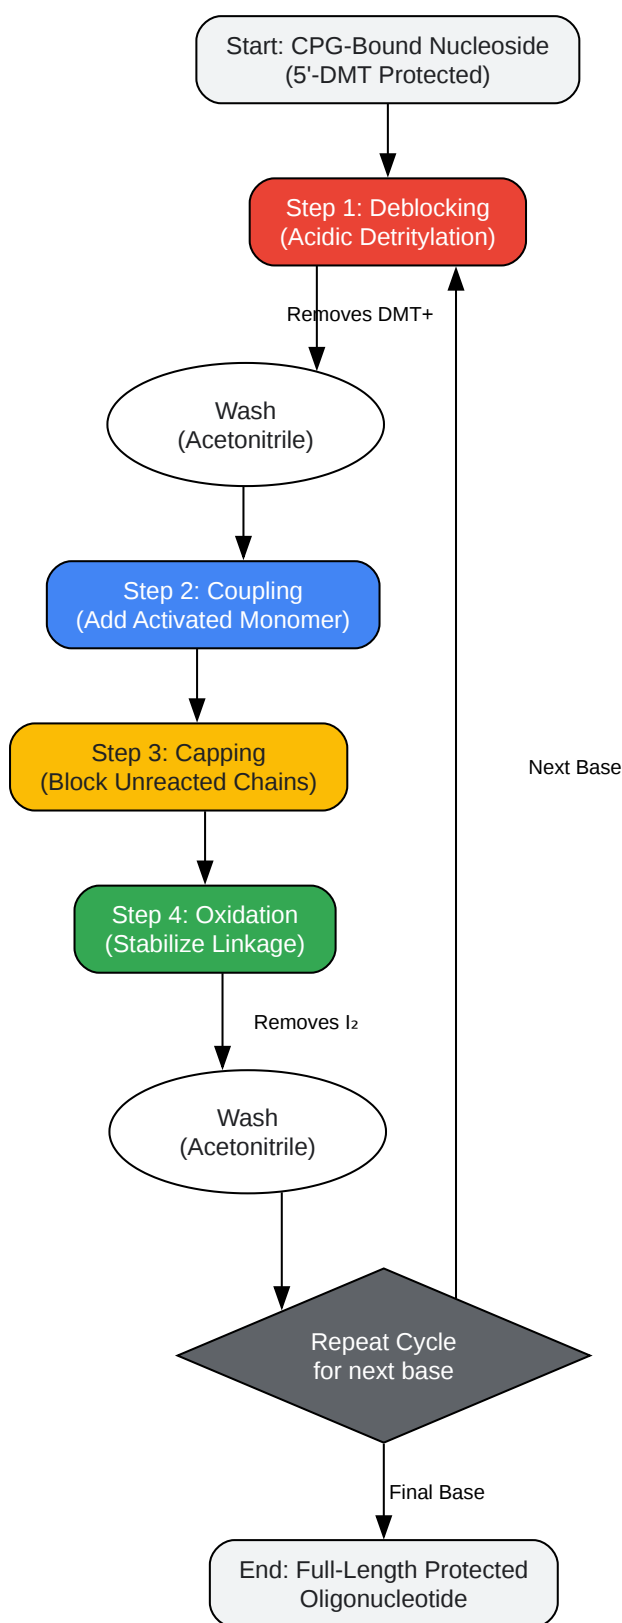 Start: CPG-Bound Nucleoside
(5'-DMT Protected)
Step 1: Deblocking
(Acidic Detritylation)
Removes DMT+
Wash
(Acetonitrile)
Step 2: Coupling
(Add Activated Monomer)
Step 3: Capping
(Block Unreacted Chains)
Next Base
Step 4: Oxidation
(Stabilize Linkage)
Removes I₂
Wash
(Acetonitrile)
Repeat Cycle
for next base
Final Base
End: Full-Length Protected
Oligonucleotide